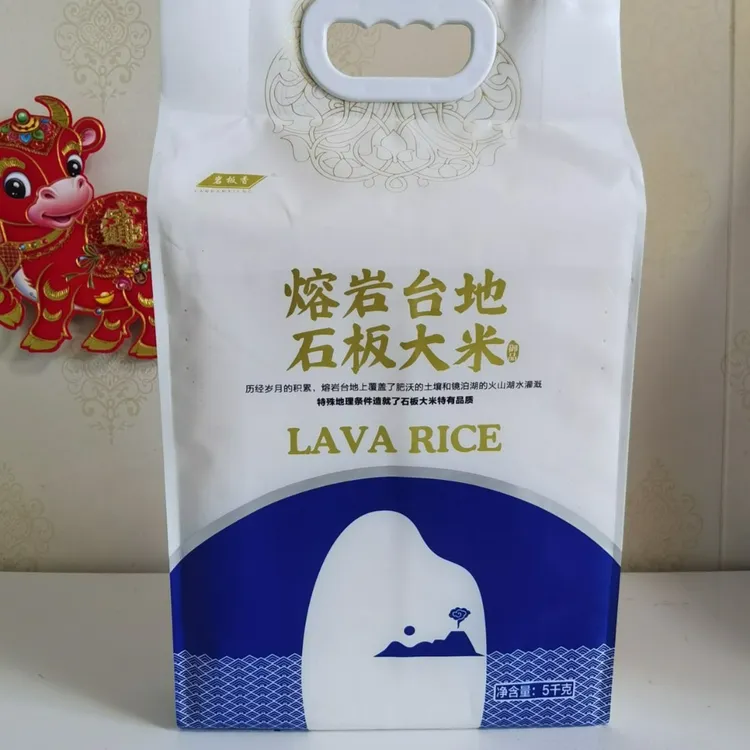 岩板香
熔岩台地
石板大米
历经岁月的积累，熔岩台地上覆盖了肥沃的土壤和镜泊湖的火山湖水灌溉
特殊地理条件造就了石板大米特有品质
LAVA RICE
净含量：5千克